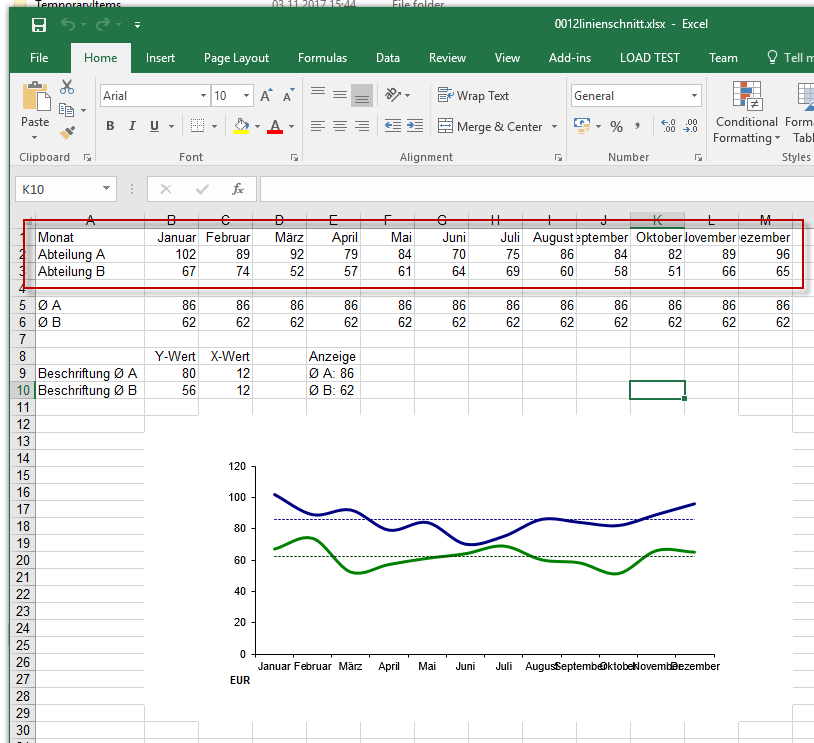 TemporaryItems 03.11.2017 15:44 File folder
0012linienschnitt.xlsx - Excel
File Home Insert Page Layout Formulas Data Review View Add-ins LOAD TEST Team Tell m
Arial 10 A A Wrap Text General
Paste B I U A Merge & Center % , Conditional Forma
Formatting Tabl
Clipboard Font Alignment Number Styles
K10 fx
A B C D E F G H I J K L M
1 Monat Januar Februar März April Mai Juni Juli August eptember Oktober November ezember
2 Abteilung A 102 89 92 79 84 70 75 86 84 82 89 96
3 Abteilung B 67 74 52 57 61 64 69 60 58 51 66 65
4
5 Ø A 86 86 86 86 86 86 86 86 86 86 86 86
6 Ø B 62 62 62 62 62 62 62 62 62 62 62 62
7
8 Y-Wert X-Wert Anzeige
9 Beschriftung Ø A 80 12 Ø A: 86
10 Beschriftung Ø B 56 12 Ø B: 62
11
12
13
14
15
16
17
18
19
20
21
22
23
24
25
26
27
28
29
30
120
100
80
60
40
20
0
Januar Februar März April Mai Juni Juli August September Oktober November Dezember
EUR